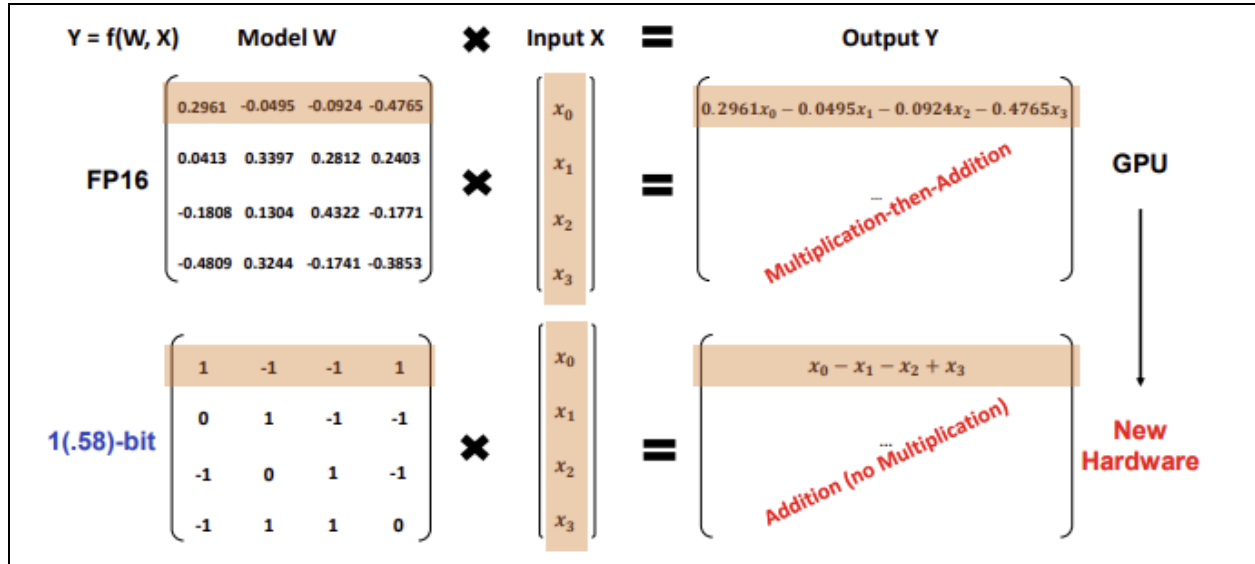 Y = f(W, X) Model W ✖ Input X = Output Y
0.2961 -0.0495 -0.0924 -0.4765
0.0413 0.3397 0.2812 0.2403
-0.1808 0.1304 0.4322 -0.1771
-0.4809 0.3244 -0.1741 -0.3853
FP16
✖
x₀
x₁
x₂
x₃
=
0.2961x₀ − 0.0495x₁ − 0.0924x₂ − 0.4765x₃
...
Multiplication-then-Addition
GPU
1 -1 -1 1
0 1 -1 -1
-1 0 1 -1
-1 1 1 0
1(.58)-bit
✖
x₀
x₁
x₂
x₃
=
x₀ − x₁ − x₂ + x₃
...
Addition (no Multiplication)
New
Hardware